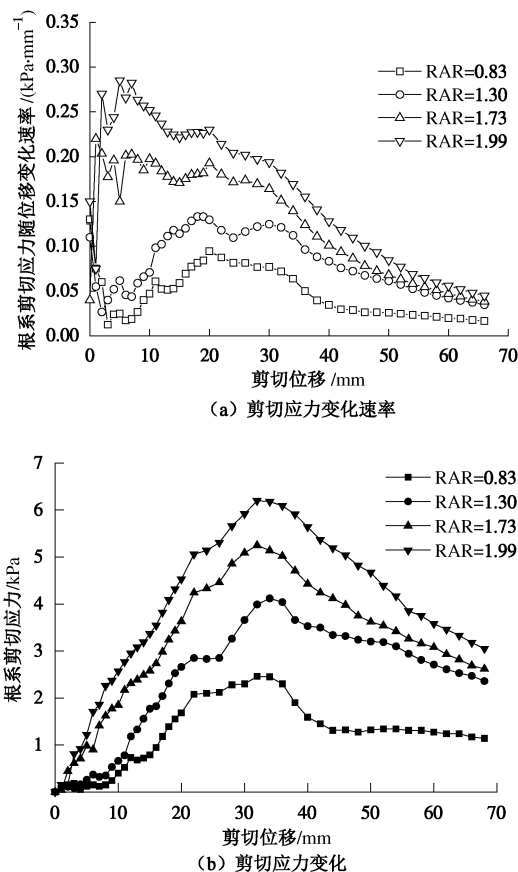 根系剪切应力随位移变化速率/(kPa·mm⁻¹)
0.35
0.30
0.25
0.20
0.15
0.10
0.05
0.00
RAR=0.83
RAR=1.30
RAR=1.73
RAR=1.99
0 10 20 30 40 50 60 70
剪切位移/mm
(a) 剪切应力变化速率
根系剪切应力/kPa
7
6
5
4
3
2
1
RAR=0.83
RAR=1.30
RAR=1.73
RAR=1.99
0 10 20 30 40 50 60 70
剪切位移/mm
(b) 剪切应力变化